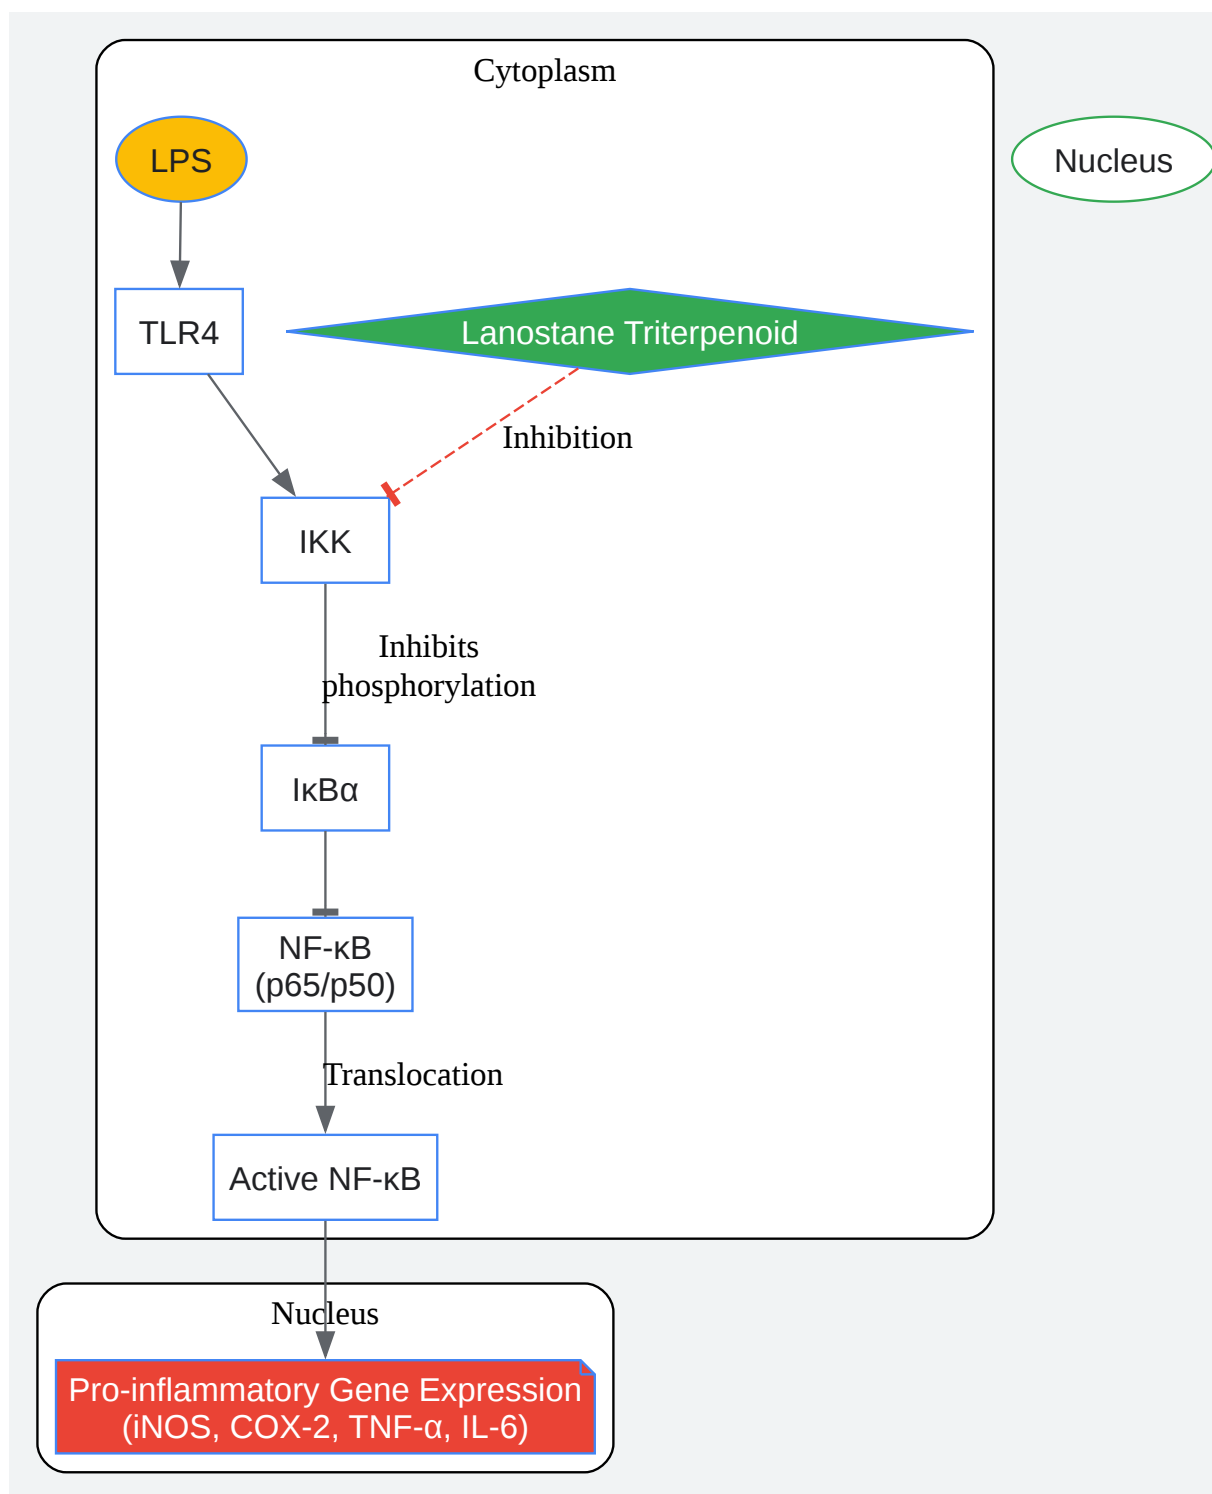 Cytoplasm
LPS
Nucleus
TLR4
Lanostane Triterpenoid
Inhibition
IKK
Inhibits
phosphorylation
IκBα
NF-κB
(p65/p50)
Translocation
Active NF-κB
Nucleus
Pro-inflammatory Gene Expression
(iNOS, COX-2, TNF-α, IL-6)